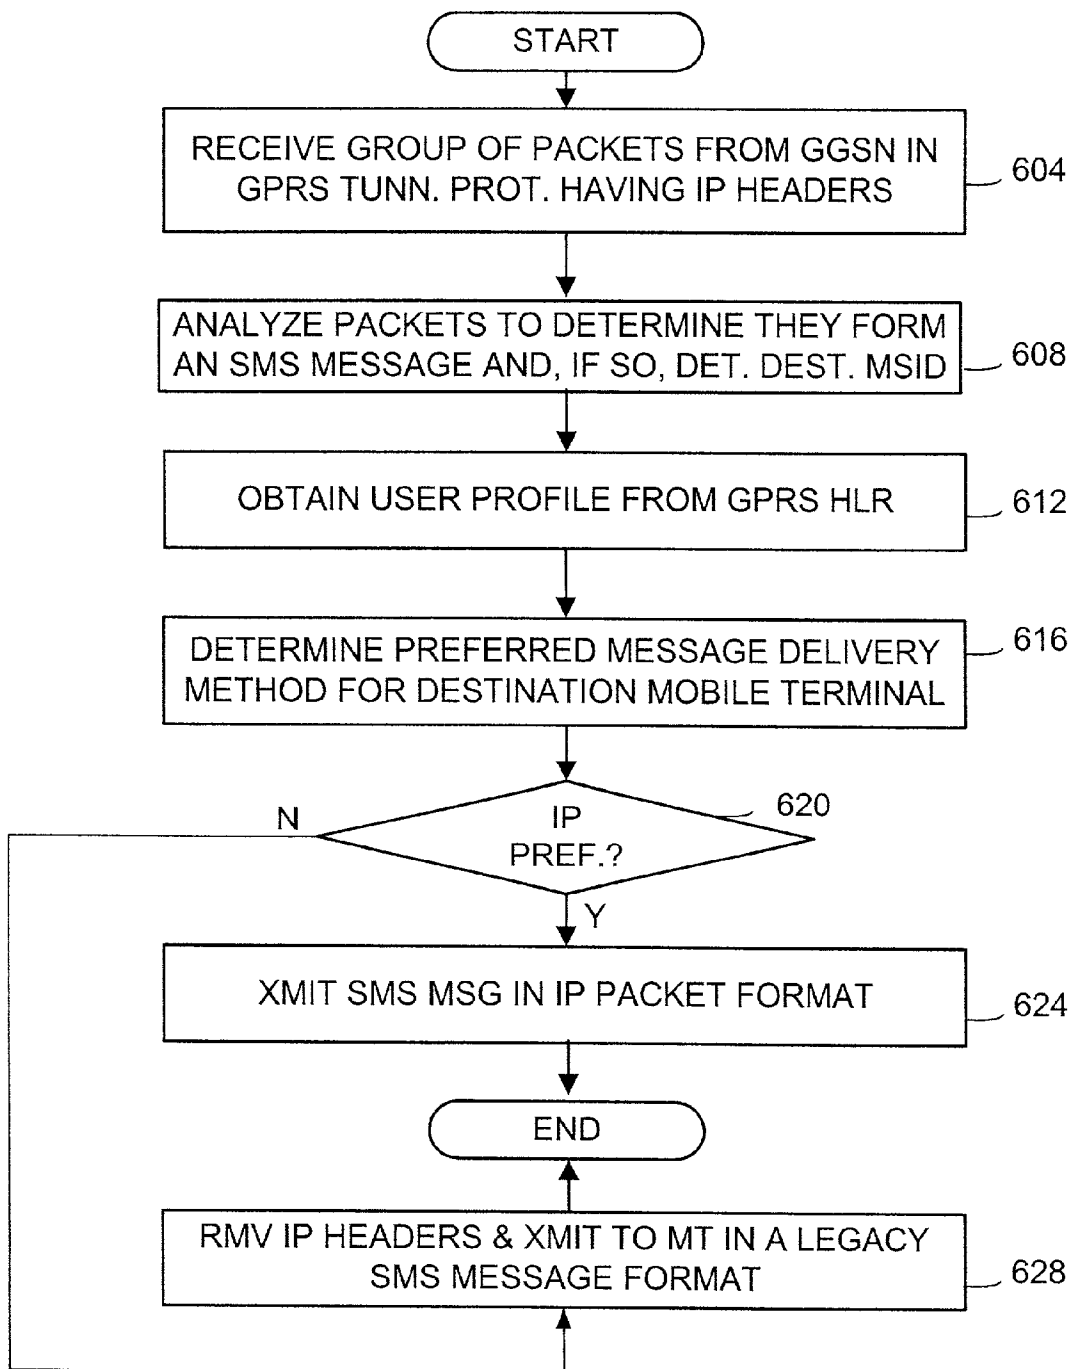 START
RECEIVE GROUP OF PACKETS FROM GGSN IN
GPRS TUNN. PROT. HAVING IP HEADERS
604
ANALYZE PACKETS TO DETERMINE THEY FORM
AN SMS MESSAGE AND, IF SO, DET. DEST. MSID
608
OBTAIN USER PROFILE FROM GPRS HLR
612
DETERMINE PREFERRED MESSAGE DELIVERY
METHOD FOR DESTINATION MOBILE TERMINAL
616
N
IP
PREF.?
620
Y
XMIT SMS MSG IN IP PACKET FORMAT
624
END
RMV IP HEADERS & XMIT TO MT IN A LEGACY
SMS MESSAGE FORMAT
628